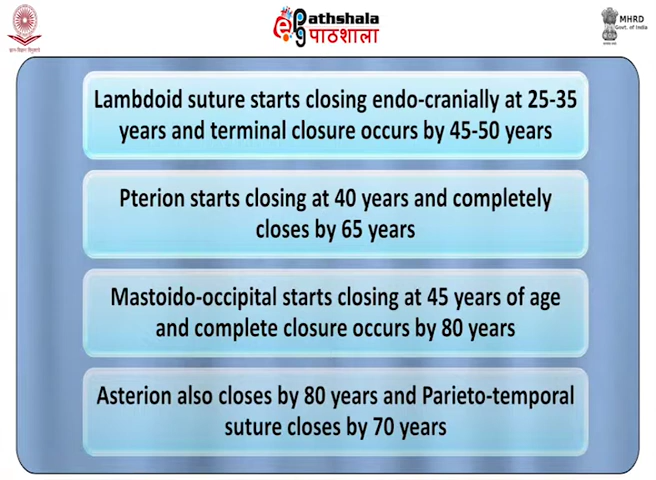 ePG Pathshala
पाठशाला
MHRD
Govt. of India
Lambdoid suture starts closing endo-cranially at 25-35
years and terminal closure occurs by 45-50 years
Pterion starts closing at 40 years and completely
closes by 65 years
Mastoido-occipital starts closing at 45 years of age
and complete closure occurs by 80 years
Asterion also closes by 80 years and Parieto-temporal
suture closes by 70 years